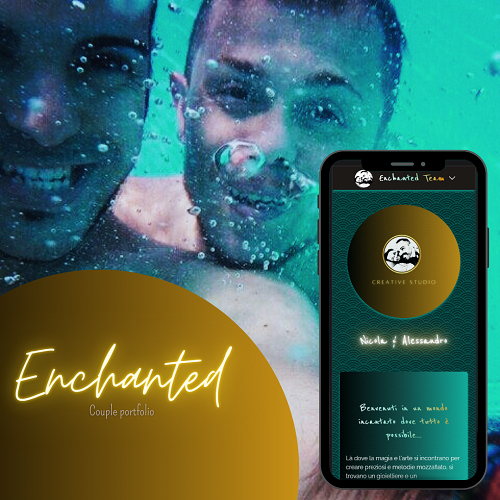 Enchanted
Couple portfolio
Enchanted Team
CREATIVE STUDIO
Nicola & Alessandro
Benvenuti in un mondo
incantato dove tutto è
possibile...
Là dove la magia e l'arte si incontrano per
creare preziosi e melodie mozzafiato, si
trovano un gioielliere e un